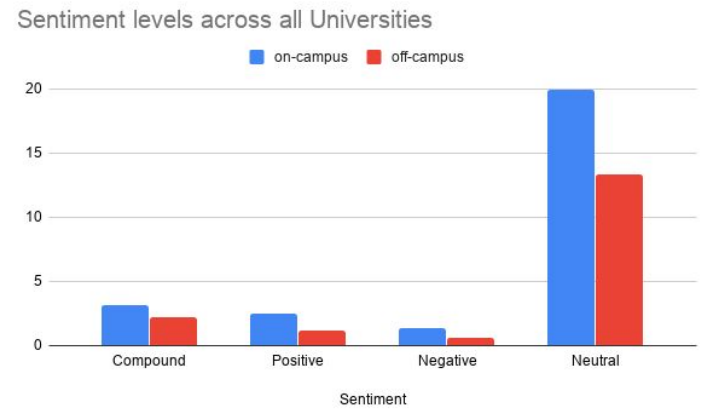 Sentiment levels across all Universities
on-campus off-campus
20
15
10
5
0
Compound Positive Negative Neutral
Sentiment